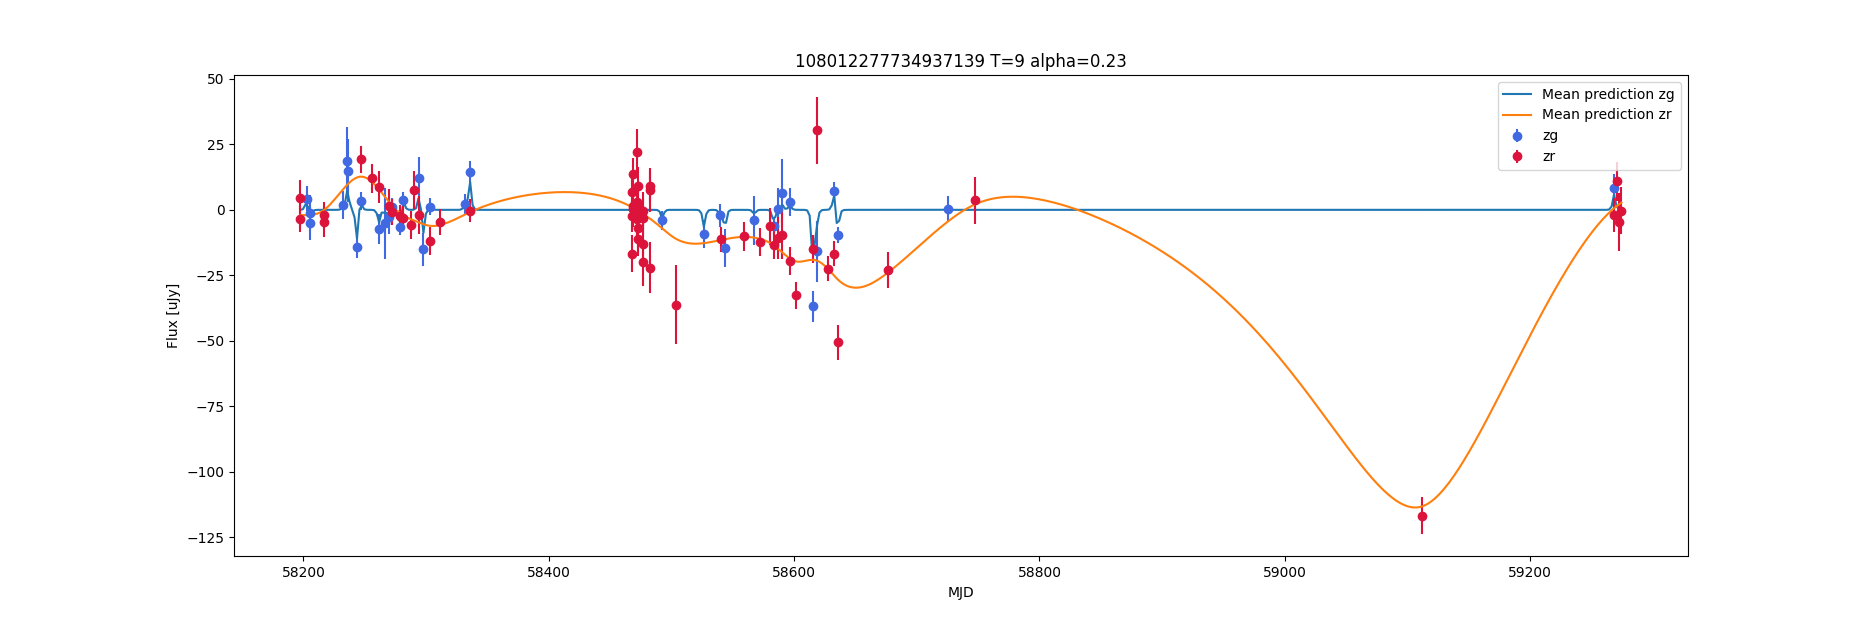 108012277734937139 T=9 alpha=0.23
50
25
0
−25
−50
−75
−100
−125
Flux [uJy]
58200 58400 58600 58800 59000 59200
MJD
Mean prediction zg
Mean prediction zr
zg
zr